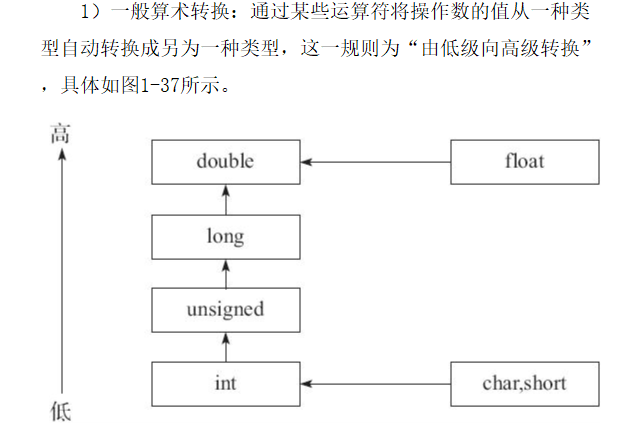 1）一般算术转换：通过某些运算符将操作数的值从一种类
型自动转换成另为一种类型，这一规则为“由低级向高级转换”
，具体如图1-37所示。
高
double
float
long
unsigned
int
char,short
低